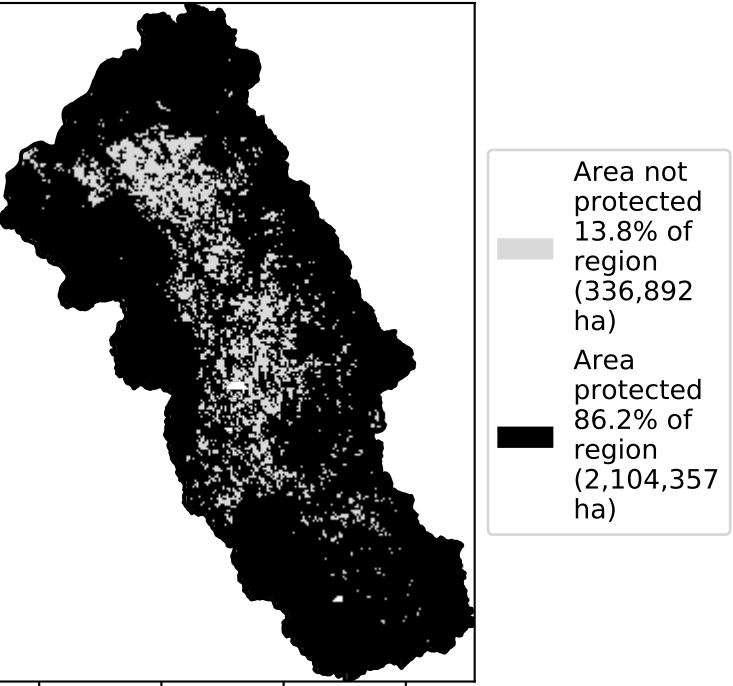 Area not
protected
13.8% of
region
(336,892
ha)
Area
protected
86.2% of
region
(2,104,357
ha)